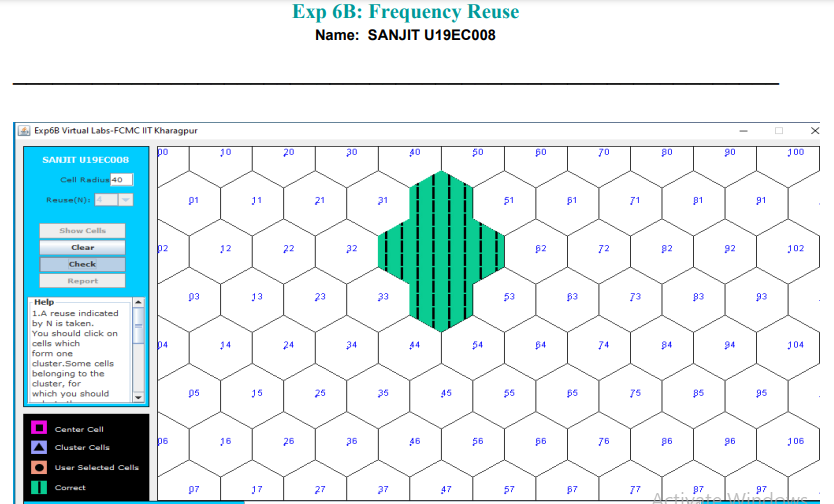 Exp 6B: Frequency Reuse
Name: SANJIT U19EC008
Exp6B Virtual Labs-FCMC IIT Kharagpur
SANJIT U19EC008
Cell Radius 40
Reuse(N): 4
Show Cells
Clear
Check
Report
Help
1.A reuse indicated
by N is taken.
You should click on
cells which
form one
cluster.Some cells
belonging to the
cluster, for
which you should
Center Cell
Cluster Cells
User Selected Cells
Correct
00 10 20 30 40 50 60 70 80 90 100
01 11 21 31 51 61 71 81 91
02 12 22 32 62 72 82 92 102
03 13 23 33 53 63 73 83 93
04 14 24 34 44 54 64 74 84 94 104
05 15 25 35 45 55 65 75 85 95
06 16 26 36 46 56 66 76 86 96 106
07 17 27 37 47 57 67 77 87 97
Activate Windows